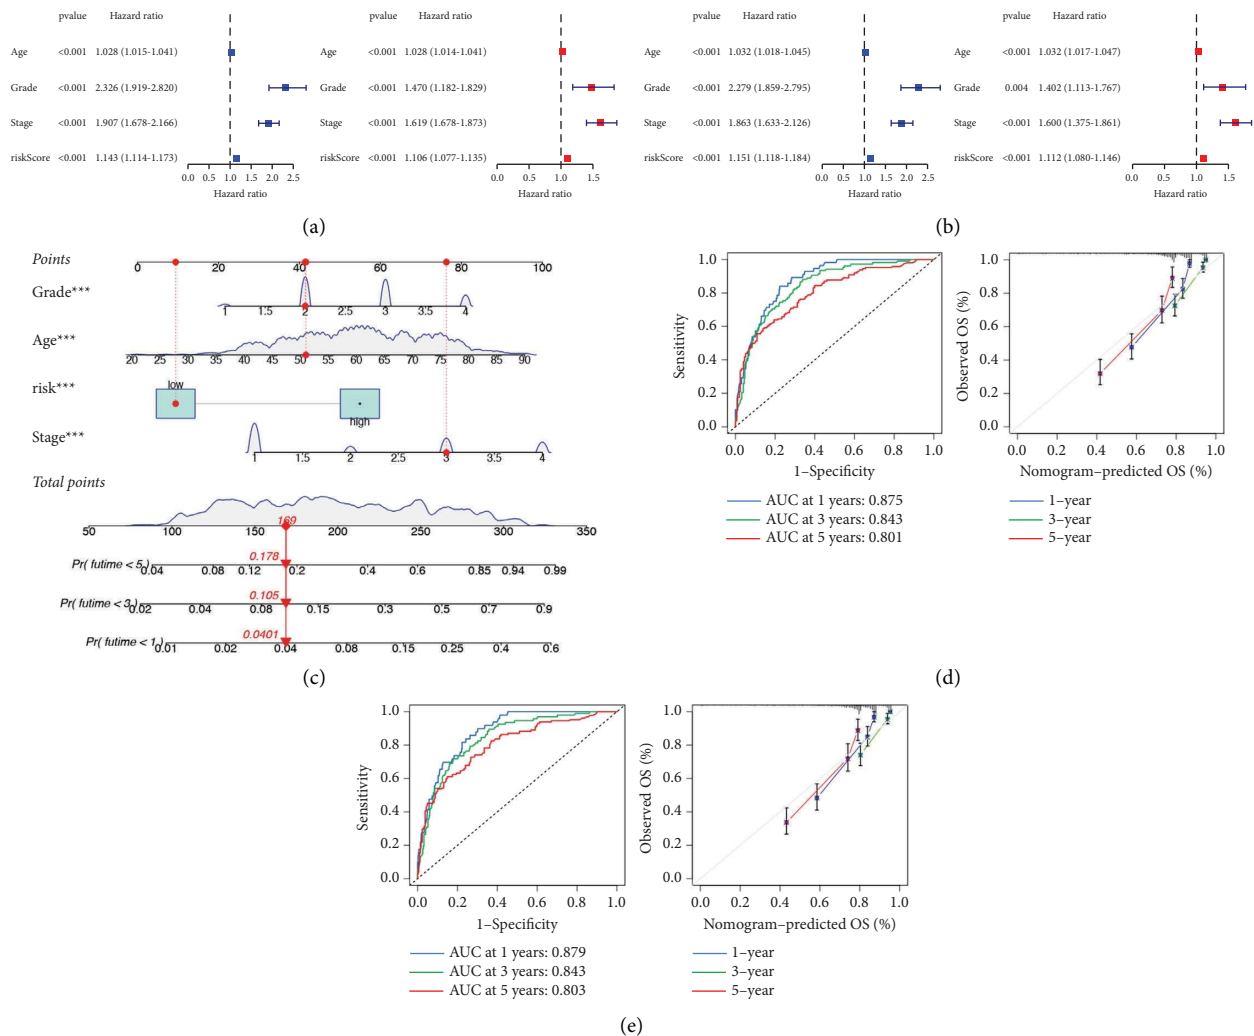 pvalue Hazard ratio
Age <0.001 1.028 (1.015-1.041)
Grade <0.001 2.326 (1.919-2.820)
Stage <0.001 1.907 (1.678-2.166)
riskScore <0.001 1.143 (1.114-1.173)
0.0 0.5 1.0 1.5 2.0 2.5
Hazard ratio
pvalue Hazard ratio
Age <0.001 1.028 (1.014-1.041)
Grade <0.001 1.470 (1.182-1.829)
Stage <0.001 1.619 (1.678-1.873)
riskScore <0.001 1.106 (1.077-1.135)
0.0 0.5 1.0 1.5
Hazard ratio
(a)
pvalue Hazard ratio
Age <0.001 1.032 (1.018-1.045)
Grade <0.001 2.279 (1.859-2.795)
Stage <0.001 1.863 (1.633-2.126)
riskScore <0.001 1.151 (1.118-1.184)
0.0 0.5 1.0 1.5 2.0 2.5
Hazard ratio
pvalue Hazard ratio
Age <0.001 1.032 (1.017-1.047)
Grade 0.004 1.402 (1.113-1.767)
Stage <0.001 1.600 (1.375-1.861)
riskScore <0.001 1.112 (1.080-1.146)
0.0 0.5 1.0 1.5
Hazard ratio
(b)
Points
0 20 40 60 80 100
Grade***
1 1.5 2 2.5 3 3.5 4
Age***
20 25 30 35 40 45 50 55 60 65 70 75 80 85 90
risk***
low
high
Stage***
1 1.5 2 2.5 3 3.5 4
Total points
169
50 100 150 200 250 300 350
0.178
Pr( futime < 5 )
0.04 0.08 0.12 0.2 0.4 0.6 0.85 0.94 0.99
0.105
Pr( futime < 3 )
0.02 0.04 0.08 0.15 0.3 0.5 0.7 0.9
0.0401
Pr( futime < 1 )
0.01 0.02 0.04 0.08 0.15 0.25 0.4 0.6
(c)
Sensitivity
1.0
0.8
0.6
0.4
0.2
0.0
0.0 0.2 0.4 0.6 0.8 1.0
1–Specificity
AUC at 1 years: 0.875
AUC at 3 years: 0.843
AUC at 5 years: 0.801
Observed OS (%)
1.0
0.8
0.6
0.4
0.2
0.0
0.0 0.2 0.4 0.6 0.8 1.0
Nomogram–predicted OS (%)
1–year
3–year
5–year
(d)
Sensitivity
1.0
0.8
0.6
0.4
0.2
0.0
0.0 0.2 0.4 0.6 0.8 1.0
1–Specificity
AUC at 1 years: 0.879
AUC at 3 years: 0.843
AUC at 5 years: 0.803
Observed OS (%)
1.0
0.8
0.6
0.4
0.2
0.0
0.0 0.2 0.4 0.6 0.8 1.0
Nomogram–predicted OS (%)
1–year
3–year
5–year
(e)